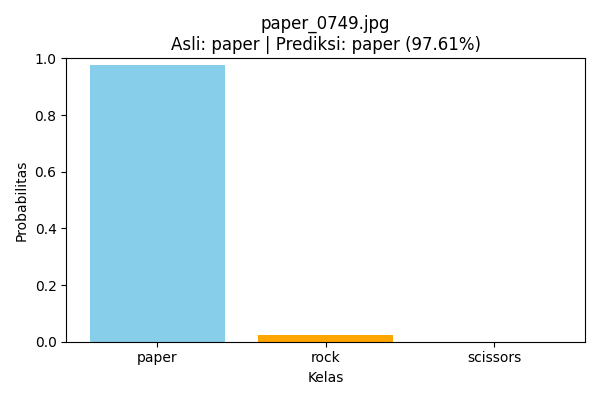 paper_0749.jpg
Asli: paper | Prediksi: paper (97.61%)
1.0
0.8
0.6
0.4
0.2
0.0
Probabilitas
paper rock scissors
Kelas